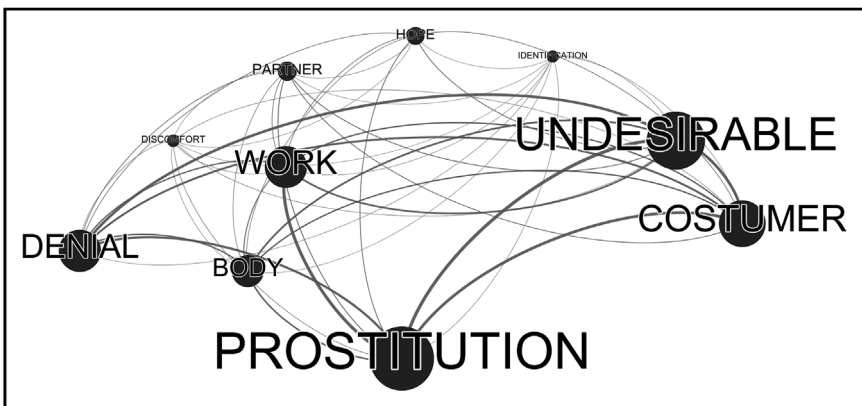 HOPE
IDENTIFICATION
PARTNER
UNDESIRABLE
DISCOMFORT
WORK
COSTUMER
DENIAL
BODY
PROSTITUTION